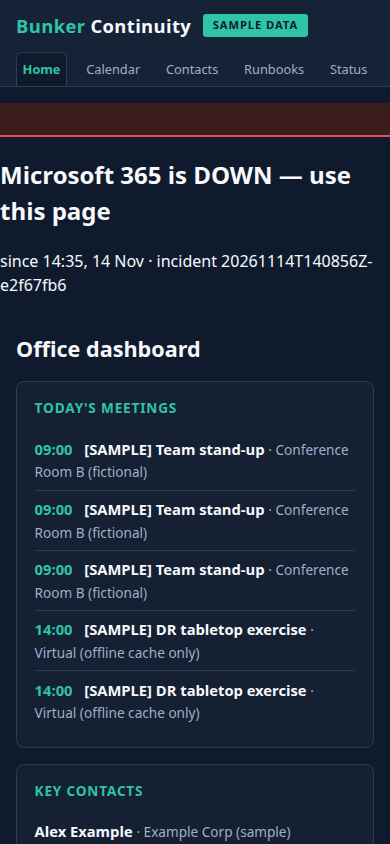 Bunker Continuity SAMPLE DATA
Home Calendar Contacts Runbooks Status
Microsoft 365 is DOWN — use
this page
since 14:35, 14 Nov · incident 20261114T140856Z-
e2f67fb6
Office dashboard
TODAY'S MEETINGS
09:00 [SAMPLE] Team stand-up · Conference
Room B (fictional)
09:00 [SAMPLE] Team stand-up · Conference
Room B (fictional)
09:00 [SAMPLE] Team stand-up · Conference
Room B (fictional)
14:00 [SAMPLE] DR tabletop exercise ·
Virtual (offline cache only)
14:00 [SAMPLE] DR tabletop exercise ·
Virtual (offline cache only)
KEY CONTACTS
Alex Example · Example Corp (sample)